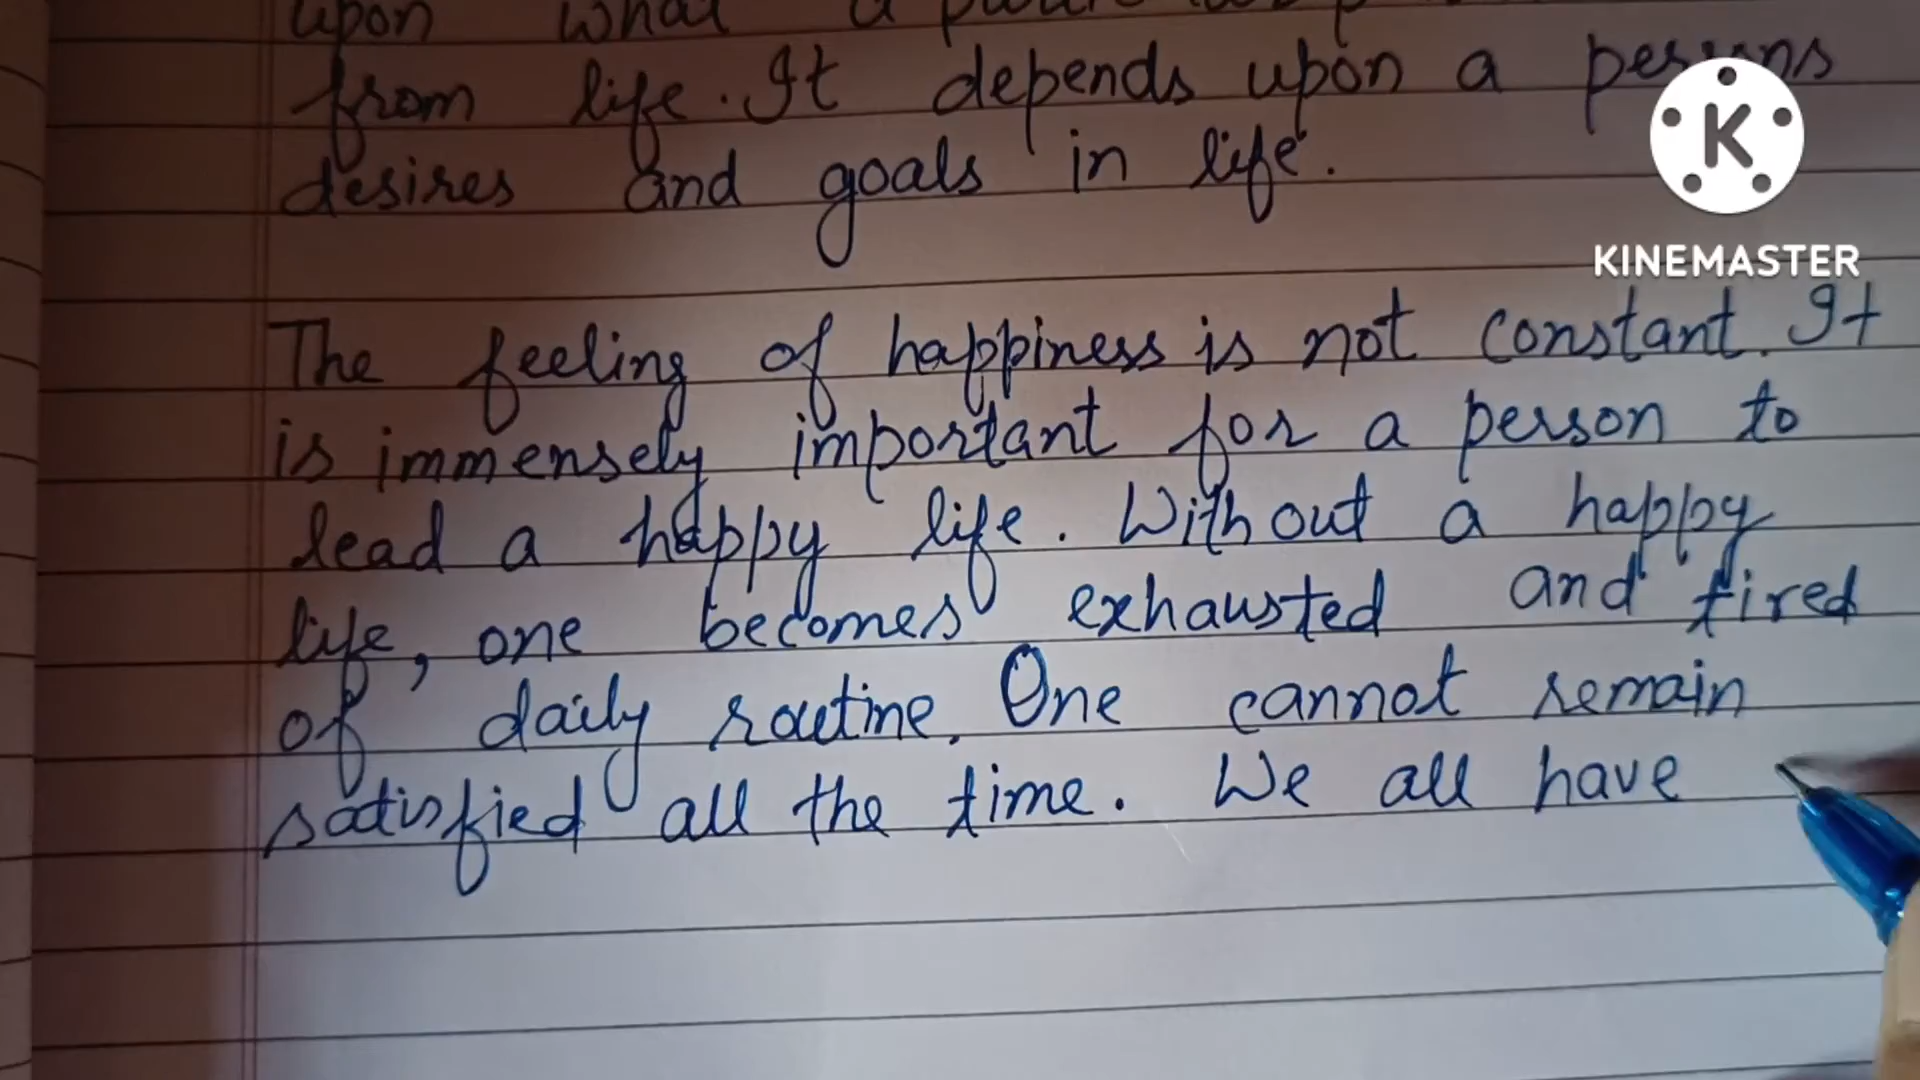 upon what a
from life. It depends upon a persons
desires and goals in life.
KINEMASTER
The feeling of happiness is not constant. It
is immensely important for a person to
lead a happy life. Without a happy
life, one becomes exhausted and tired
of daily routine. One cannot remain
satisfied all the time. We all have